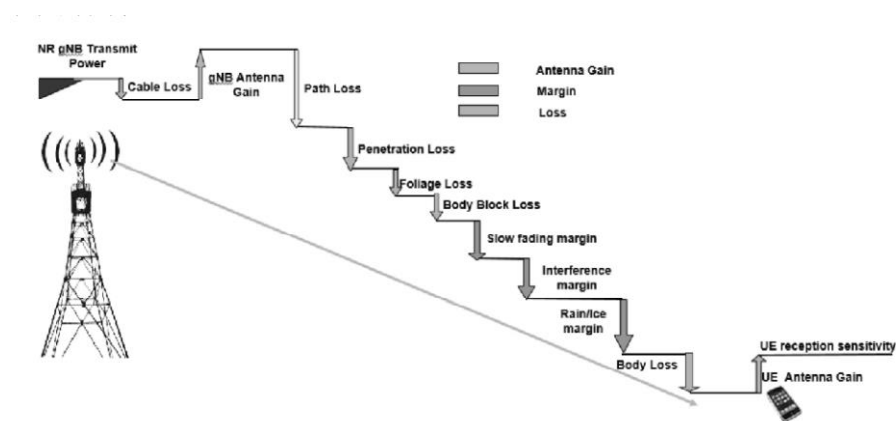 NR gNB Transmit
Power
Cable Loss
gNB Antenna
Gain
Path Loss
Antenna Gain
Margin
Loss
Penetration Loss
Foliage Loss
Body Block Loss
Slow fading margin
Interference
margin
Rain/Ice
margin
Body Loss
UE reception sensitivity
UE Antenna Gain